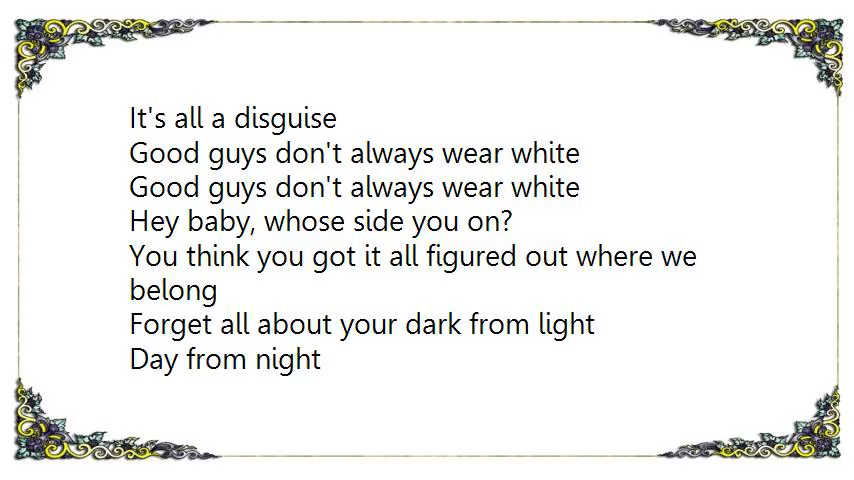 It's all a disguise
Good guys don't always wear white
Good guys don't always wear white
Hey baby, whose side you on?
You think you got it all figured out where we
belong
Forget all about your dark from light
Day from night